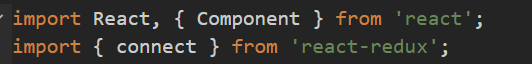 import React, { Component } from 'react';
import { connect } from 'react-redux';